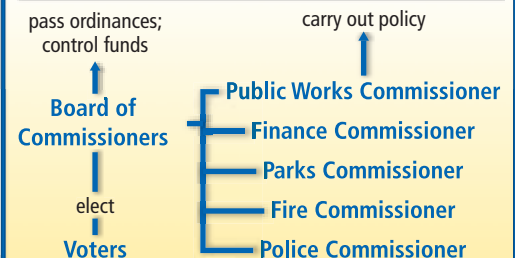 pass ordinances;
control funds
carry out policy
Board of
Commissioners
Public Works Commissioner
Finance Commissioner
Parks Commissioner
Fire Commissioner
Police Commissioner
elect
Voters